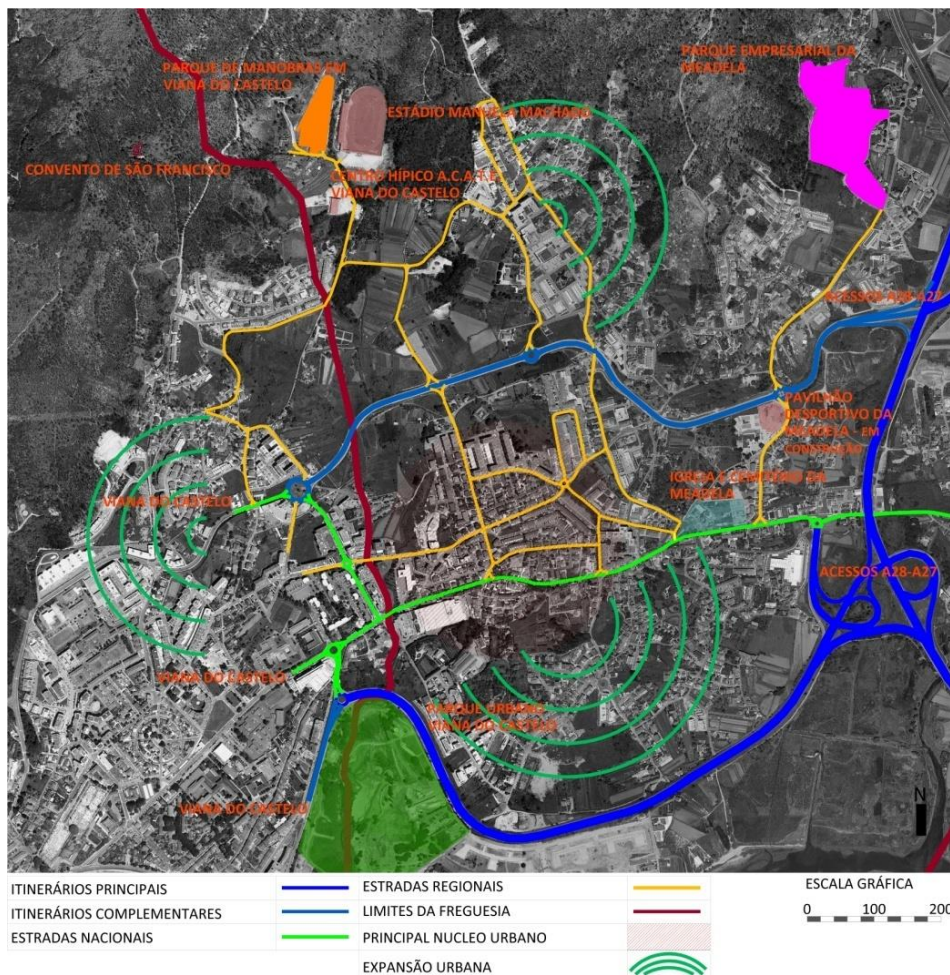 PARQUE DE MANOBRAS EM
VIANA DO CASTELO
PARQUE EMPRESARIAL DA
MEADELA
ESTÁDIO MANUELA MACHADO
CONVENTO DE SÃO FRANCISCO
CENTRO HÍPICO A.C.A.T.E
VIANA DO CASTELO
ACESSOS A28-A27
PAVILHÃO
DESPORTIVO DA
MEADELA - EM
CONSTRUÇÃO
IGREJA E CEMITÉRIO DA
MEADELA
VIANA DO CASTELO
ACESSOS A28-A27
VIANA DO CASTELO
PARQUE URBANO
VIANA DO CASTELO
VIANA DO CASTELO
N
ITINERÁRIOS PRINCIPAIS
ITINERÁRIOS COMPLEMENTARES
ESTRADAS NACIONAIS
ESTRADAS REGIONAIS
LIMITES DA FREGUESIA
PRINCIPAL NUCLEO URBANO
EXPANSÃO URBANA
ESCALA GRÁFICA
0 100 200